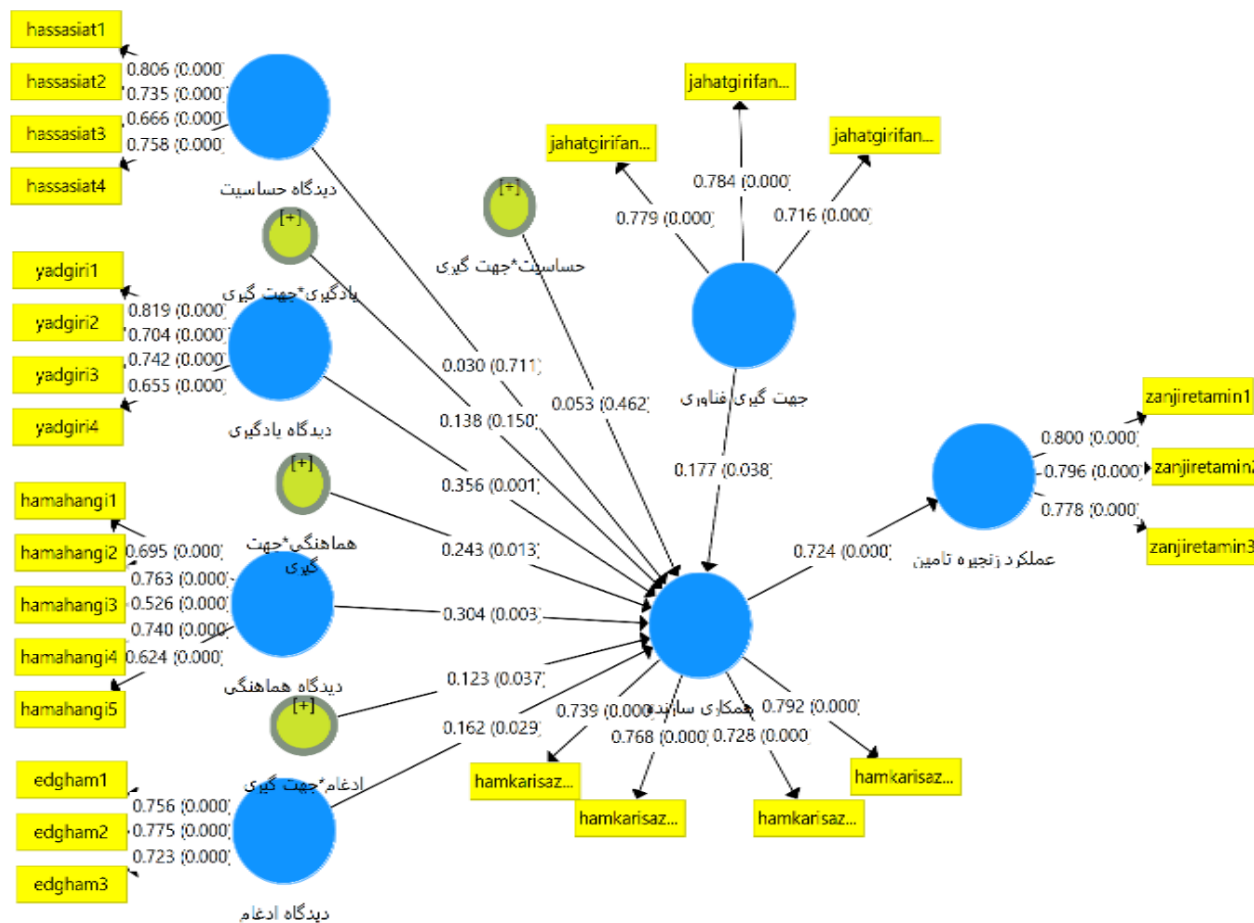 hassasiat1
hassasiat2
hassasiat3
hassasiat4
0.806 (0.000)
0.735 (0.000)
0.666 (0.000)
0.758 (0.000)
دیدگاه حساسیت
[+]
یادگیری*جهت گیری
yadgiri1
yadgiri2
yadgiri3
yadgiri4
0.819 (0.000)
0.704 (0.000)
0.742 (0.000)
0.655 (0.000)
دیدگاه یادگیری
[+]
هماهنگی*جهت
گیری
hamahangi1
hamahangi2
hamahangi3
hamahangi4
hamahangi5
0.695 (0.000)
0.763 (0.000)
0.526 (0.000)
0.740 (0.000)
0.624 (0.000)
دیدگاه هماهنگی
[+]
ادغام*جهت گیری
edgham1
edgham2
edgham3
0.756 (0.000)
0.775 (0.000)
0.723 (0.000)
دیدگاه ادغام
[+]
حساسیت*جهت گیری
jahatgirifan...
jahatgirifan...
jahatgirifan...
0.779 (0.000)
0.784 (0.000)
0.716 (0.000)
جهت گیری فناوری
0.030 (0.711)
0.053 (0.462)
0.138 (0.150)
0.177 (0.038)
0.356 (0.001)
0.243 (0.013)
0.304 (0.003)
0.123 (0.037)
0.162 (0.029)
0.724 (0.000)
همکاری سازنده
0.739 (0.000)
0.768 (0.000)
0.728 (0.000)
0.792 (0.000)
hamkarisaz...
hamkarisaz...
hamkarisaz...
hamkarisaz...
عملکرد زنجیره تامین
0.800 (0.000)
0.796 (0.000)
0.778 (0.000)
zanjiretamin1
zanjiretamin2
zanjiretamin3